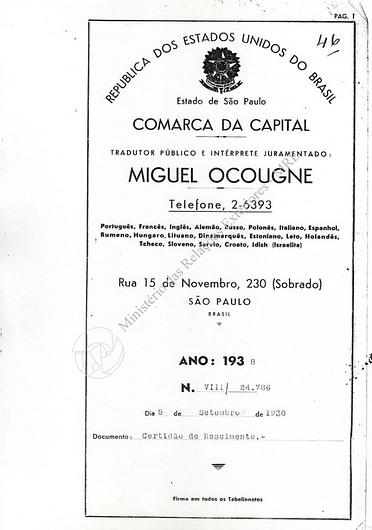 PAG. 1
46
REPUBLICA DOS ESTADOS UNIDOS DO BRASIL
Estado de São Paulo
COMARCA DA CAPITAL
TRADUTOR PÚBLICO E INTÉRPRETE JURAMENTADO:
MIGUEL OCOUGNE
Telefone, 2-6393
Português, Francês, Inglês, Alemão, Russo, Polonês, Italiano, Espanhol,
Rumeno, Hungaro, Lituano, Dinamarquês, Estoniano, Leto, Holandês,
Tcheco, Sloveno, Servio, Croato, Idish (Israelita)
Rua 15 de Novembro, 230 (Sobrado)
SÃO PAULO
BRASIL
ANO: 193 8
N. VIII/ 24.786
Dia 5 de Setembro de 1938
Documento: Certidão de Nascimento.-
Firma em todos os Tabelionatos
Ministério das Relações Exteriores